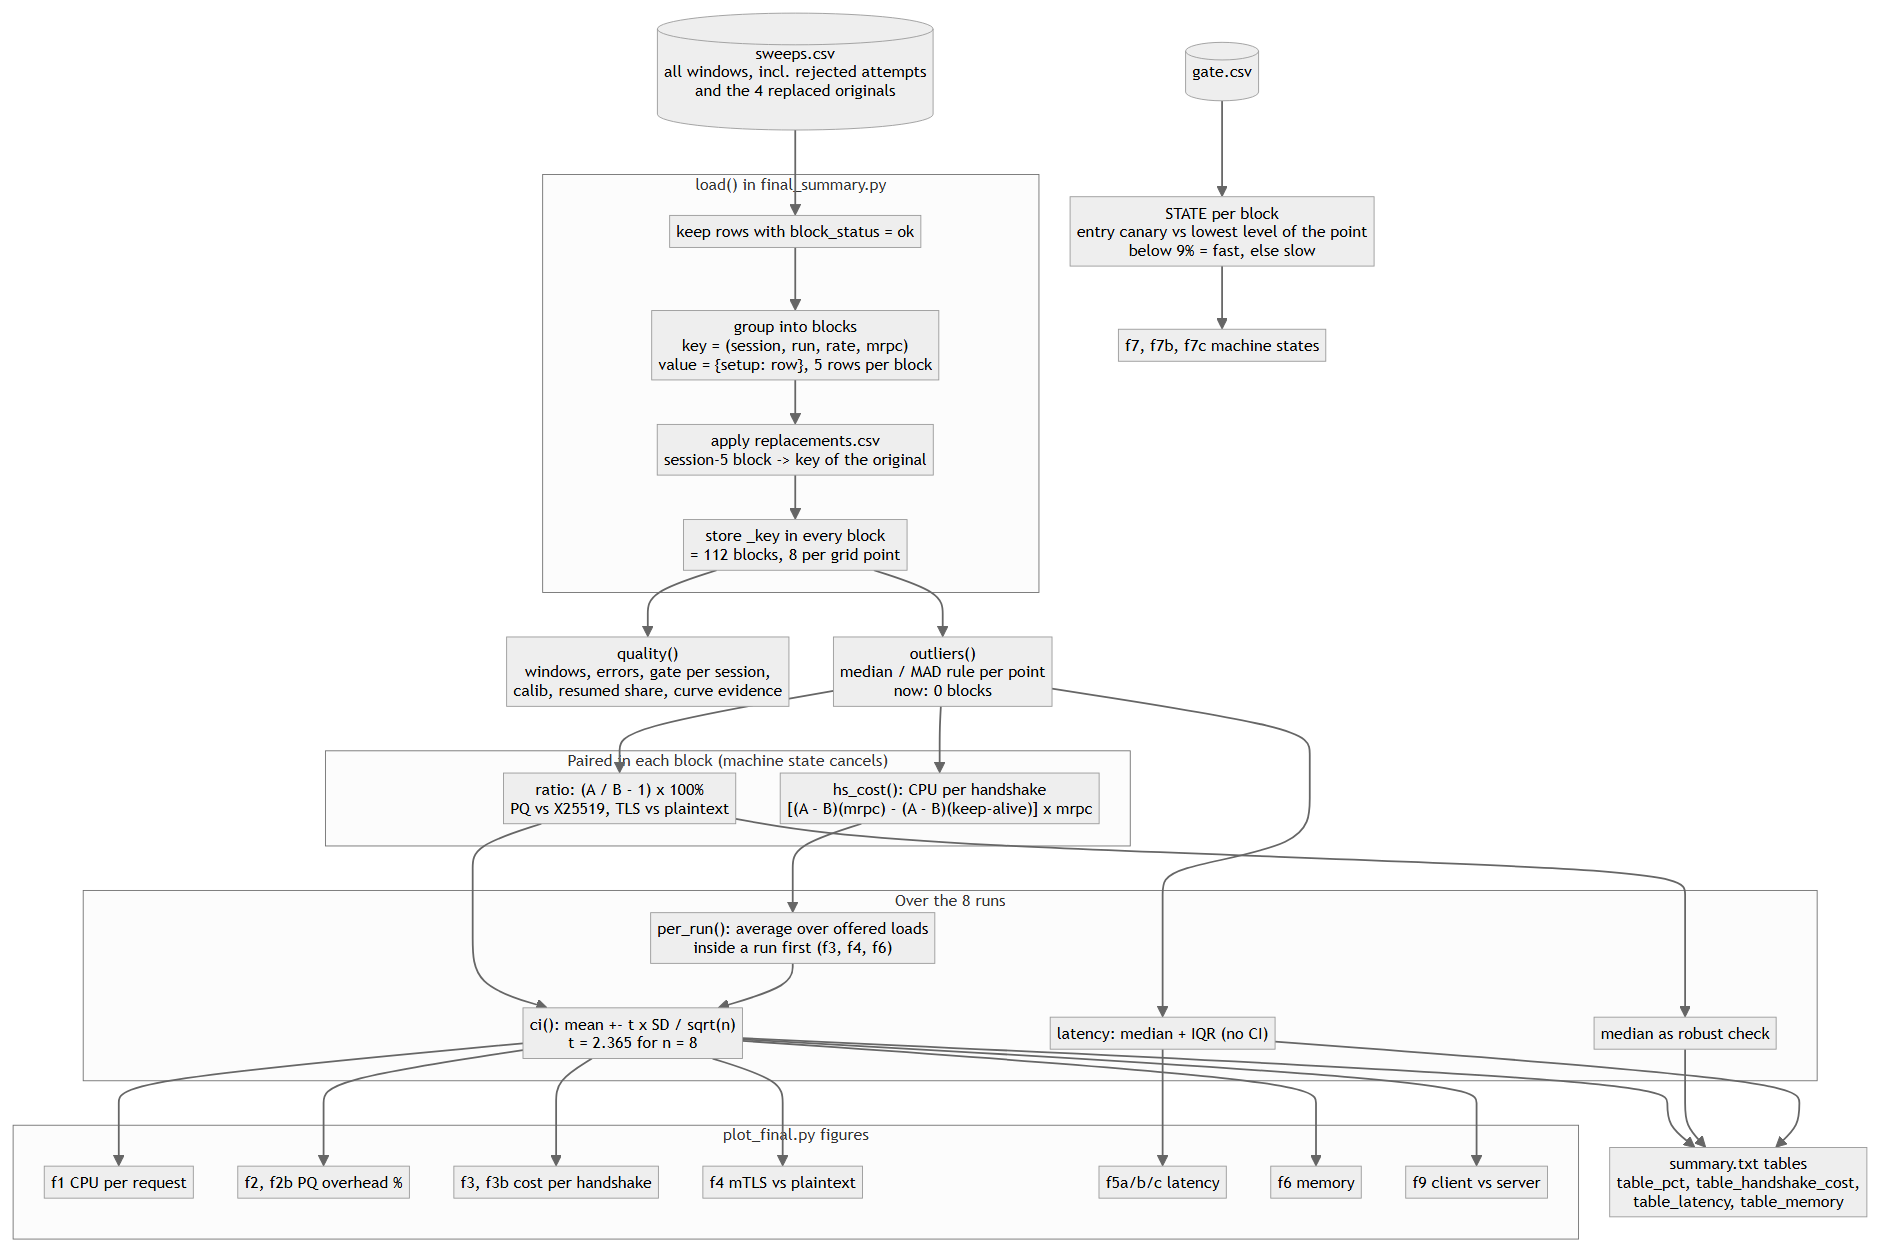 sweeps.csv
all windows, incl. rejected attempts
and the 4 replaced originals
gate.csv
load() in final_summary.py
keep rows with block_status = ok
group into blocks
key = (session, run, rate, mrpc)
value = {setup: row}, 5 rows per block
apply replacements.csv
session-5 block -> key of the original
store _key in every block
= 112 blocks, 8 per grid point
STATE per block
entry canary vs lowest level of the point
below 9% = fast, else slow
f7, f7b, f7c machine states
quality()
windows, errors, gate per session,
calib, resumed share, curve evidence
outliers()
median / MAD rule per point
now: 0 blocks
Paired in each block (machine state cancels)
ratio: (A / B - 1) x 100%
PQ vs X25519, TLS vs plaintext
hs_cost(): CPU per handshake
[(A - B)(mrpc) - (A - B)(keep-alive)] x mrpc
Over the 8 runs
per_run(): average over offered loads
inside a run first (f3, f4, f6)
ci(): mean +- t x SD / sqrt(n)
t = 2.365 for n = 8
latency: median + IQR (no CI)
median as robust check
plot_final.py figures
f1 CPU per request
f2, f2b PQ overhead %
f3, f3b cost per handshake
f4 mTLS vs plaintext
f5a/b/c latency
f6 memory
f9 client vs server
summary.txt tables
table_pct, table_handshake_cost,
table_latency, table_memory